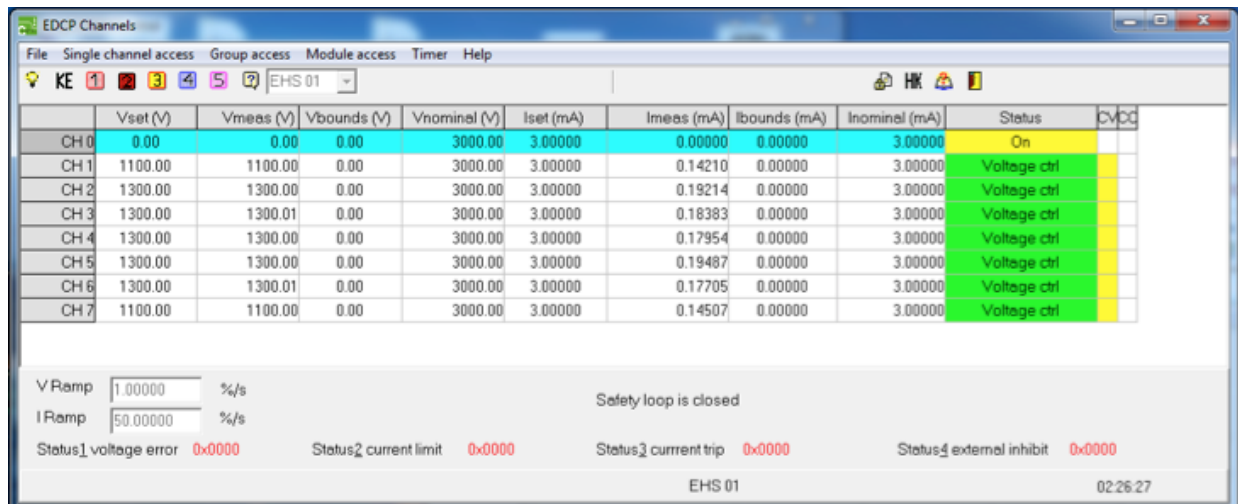 EDCP Channels
File Single channel access Group access Module access Timer Help
KE 1 2 3 4 5 EHS 01 HK
Vset (V) Vmeas (V) Vbounds (V) Vnominal (V) Iset (mA) Imeas (mA) Ibounds (mA) Inominal (mA) Status CV CC
CH 0 0.00 0.00 0.00 3000.00 3.00000 0.00000 0.00000 3.00000 On
CH 1 1100.00 1100.00 0.00 3000.00 3.00000 0.14210 0.00000 3.00000 Voltage ctrl
CH 2 1300.00 1300.00 0.00 3000.00 3.00000 0.19214 0.00000 3.00000 Voltage ctrl
CH 3 1300.00 1300.01 0.00 3000.00 3.00000 0.18383 0.00000 3.00000 Voltage ctrl
CH 4 1300.00 1300.00 0.00 3000.00 3.00000 0.17954 0.00000 3.00000 Voltage ctrl
CH 5 1300.00 1300.00 0.00 3000.00 3.00000 0.19487 0.00000 3.00000 Voltage ctrl
CH 6 1300.00 1300.01 0.00 3000.00 3.00000 0.17705 0.00000 3.00000 Voltage ctrl
CH 7 1100.00 1100.00 0.00 3000.00 3.00000 0.14507 0.00000 3.00000 Voltage ctrl
V Ramp 1.00000 %/s
Safety loop is closed
I Ramp 50.00000 %/s
Status1 voltage error 0x0000 Status2 current limit 0x0000 Status3 currrent trip 0x0000 Status4 external inhibit 0x0000
EHS 01 02:26:27